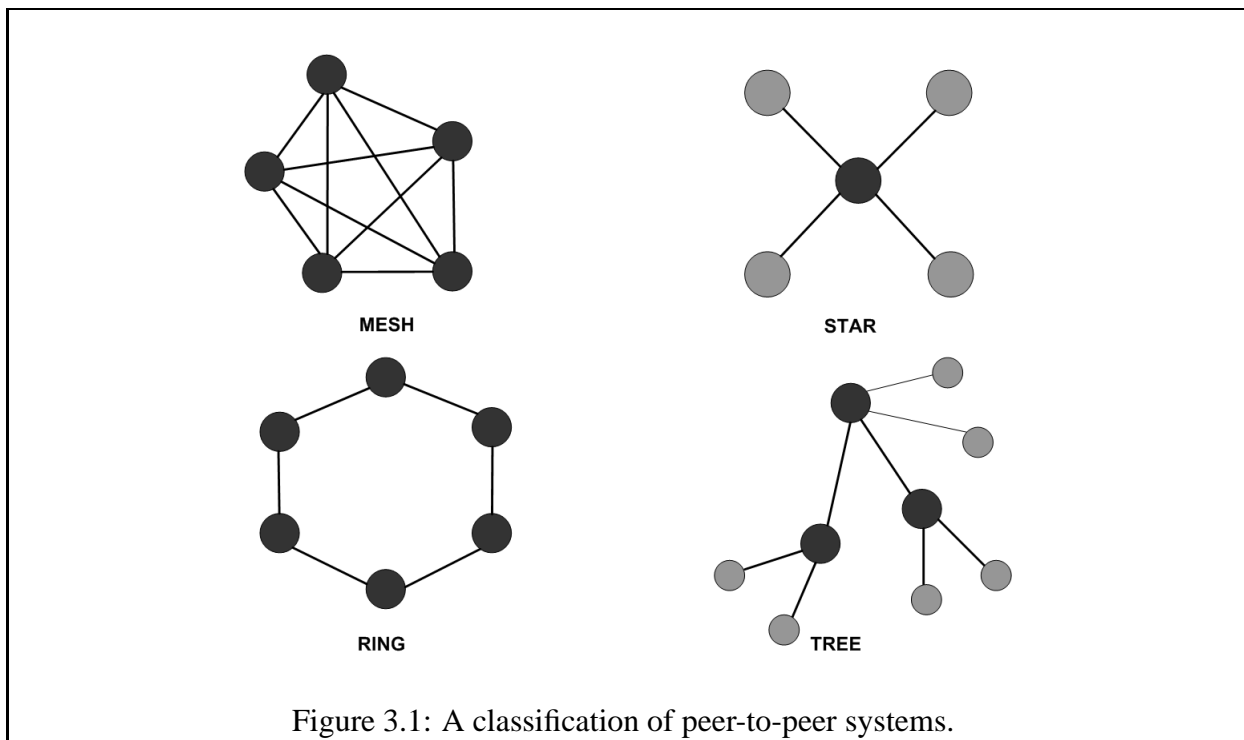 MESH
STAR
RING
TREE
Figure 3.1: A classification of peer-to-peer systems.